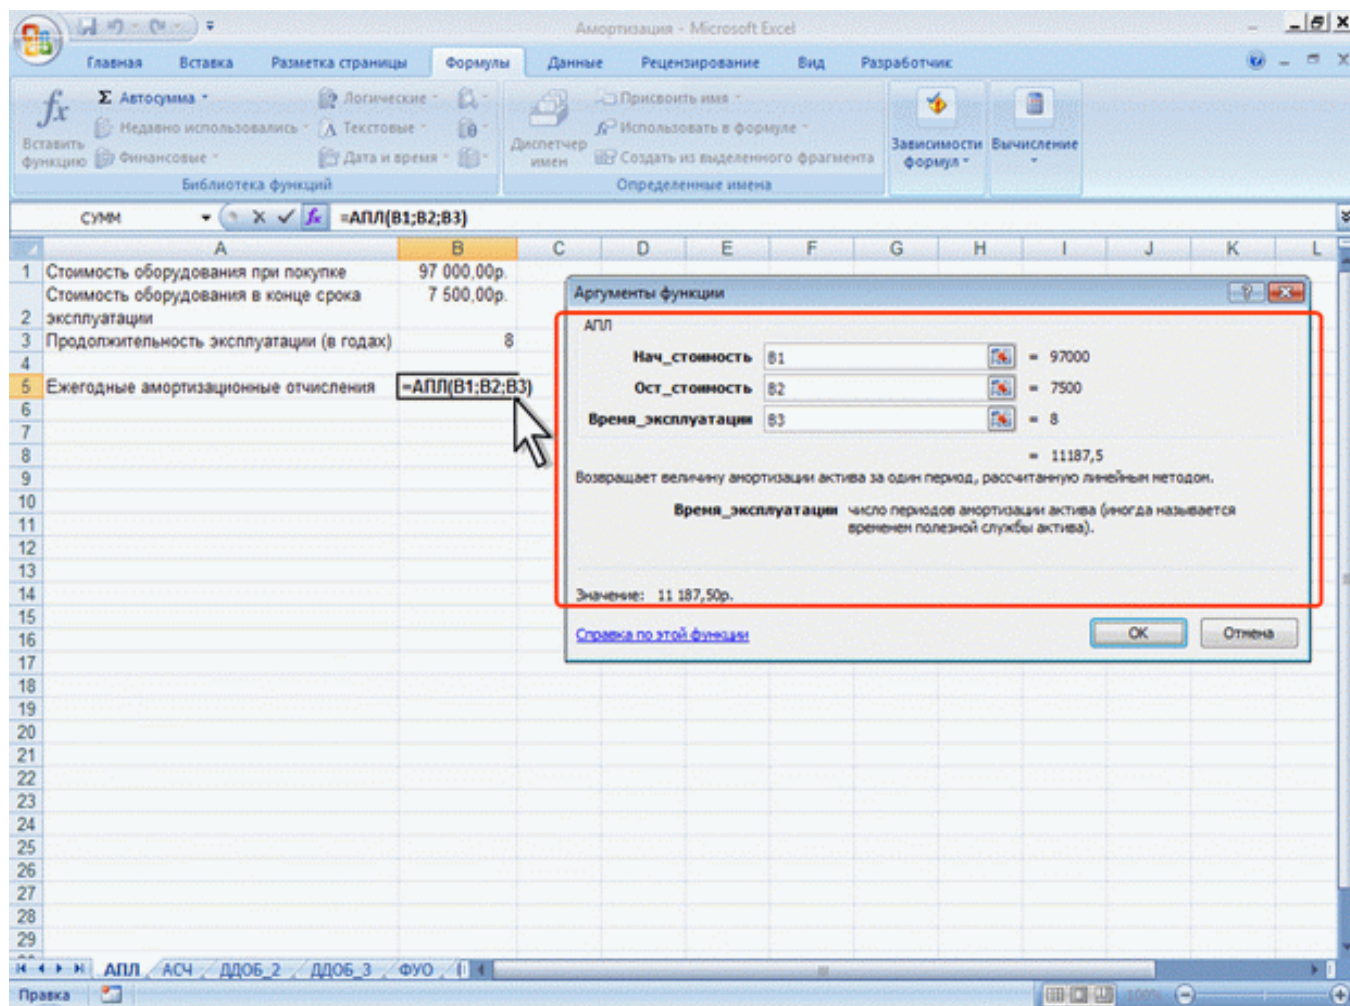 Амортизация - Microsoft Excel
Главная Вставка Разметка страницы Формулы Данные Рецензирование Вид Разработчик
fx Σ Автосумма Логические Присвоить имя
Недавно использовались Текстовые Использовать в формуле
Вставить функцию Финансовые Дата и время Диспетчер имен Создать из выделенного фрагмента Зависимости формул Вычисление
Библиотека функций Определенные имена
СУММ fx =АПЛ(B1;B2;B3)
A B C D E F G H I J K L
1 Стоимость оборудования при покупке 97 000,00р.
2 Стоимость оборудования в конце срока эксплуатации 7 500,00р.
3 Продолжительность эксплуатации (в годах) 8
4
5 Ежегодные амортизационные отчисления =АПЛ(B1;B2;B3)
6
7
8
9
10
11
12
13
14
15
16
17
18
19
20
21
22
23
24
25
26
27
28
29
Аргументы функции
АПЛ
Нач_стоимость B1 = 97000
Ост_стоимость B2 = 7500
Время_эксплуатации B3 = 8
= 11187,5
Возвращает величину амортизации актива за один период, рассчитанную линейным методом.
Время_эксплуатации число периодов амортизации актива (иногда называется
временем полезной службы актива).
Значение: 11 187,50р.
Справка по этой функции OK Отмена
АПЛ АСЧ ДДОБ_2 ДДОБ_3 ФУО
Правка 100%